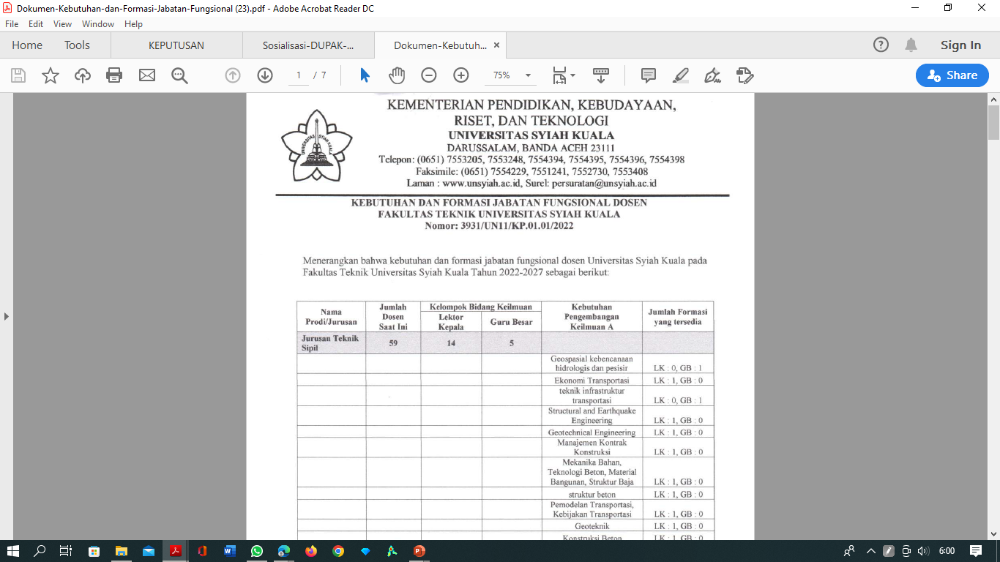 Dokumen-Kebutuhan-dan-Formasi-Jabatan-Fungsional (23).pdf - Adobe Acrobat Reader DC
File Edit View Window Help
Home Tools KEPUTUSAN Sosialisasi-DUPAK-... Dokumen-Kebutuh... Sign In
1 / 7 75% Share
KEMENTERIAN PENDIDIKAN, KEBUDAYAAN,
RISET, DAN TEKNOLOGI
UNIVERSITAS SYIAH KUALA
UNIVERSITAS SYIAH KUALA
DARUSSALAM, BANDA ACEH 23111
Telepon: (0651) 7553205, 7553248, 7554394, 7554395, 7554396, 7554398
Faksimile: (0651) 7554229, 7551241, 7552730, 7553408
Laman : www.unsyiah.ac.id, Surel: persuratan@unsyiah.ac.id
KEBUTUHAN DAN FORMASI JABATAN FUNGSIONAL DOSEN
FAKULTAS TEKNIK UNIVERSITAS SYIAH KUALA
Nomor: 3931/UN11/KP.01.01/2022
Menerangkan bahwa kebutuhan dan formasi jabatan fungsional dosen Universitas Syiah Kuala pada
Fakultas Teknik Universitas Syiah Kuala Tahun 2022-2027 sebagai berikut:
Nama
Prodi/Jurusan
Jumlah
Dosen
Saat Ini
Kelompok Bidang Keilmuan
Lektor
Kepala
Guru Besar
Kebutuhan
Pengembangan
Keilmuan A
Jumlah Formasi
yang tersedia
Jurusan Teknik
Sipil
59 14 5
Geospasial kebencanaan
hidrologis dan pesisir LK : 0, GB : 1
Ekonomi Transportasi LK : 1, GB : 0
teknik infrastruktur
transportasi LK : 0, GB : 1
Structural and Earthquake
Engineering LK : 1, GB : 0
Geotechnical Engineering LK : 1, GB : 0
Manajemen Kontrak
Konstruksi LK : 1, GB : 0
Mekanika Bahan,
Teknologi Beton, Material
Bangunan, Struktur Baja LK : 1, GB : 0
struktur beton LK : 1, GB : 0
Pemodelan Transportasi,
Kebijakan Transportasi LK : 1, GB : 0
Geoteknik LK : 1, GB : 0
Konstruksi Beton LK : 1, GB : 0
6:00